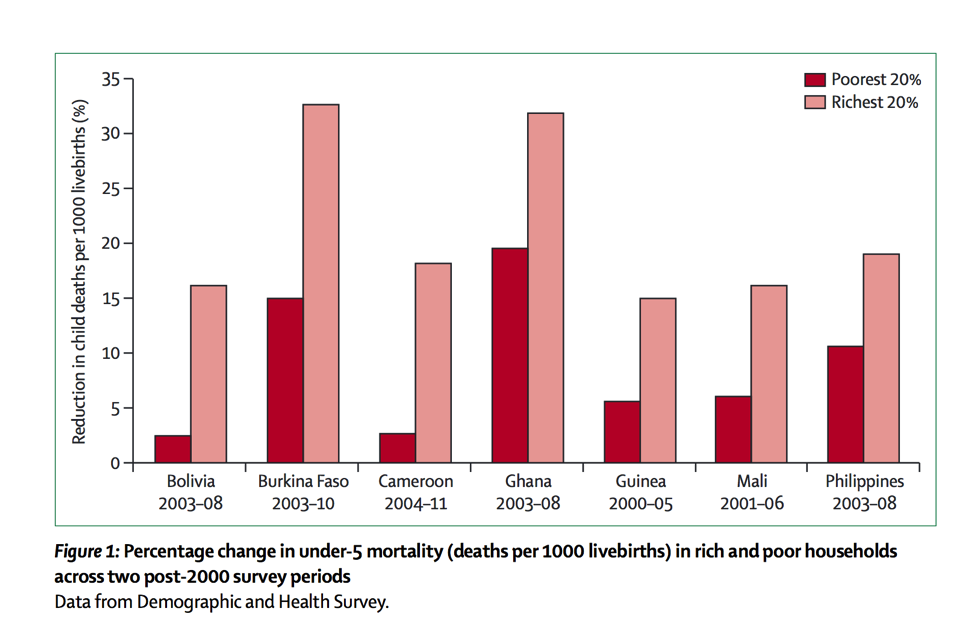 Reduction in child deaths per 1000 livebirths (%)
35
30
25
20
15
10
5
0
Poorest 20%
Richest 20%
Bolivia
2003–08
Burkina Faso
2003–10
Cameroon
2004–11
Ghana
2003–08
Guinea
2000–05
Mali
2001–06
Philippines
2003–08
Figure 1: Percentage change in under-5 mortality (deaths per 1000 livebirths) in rich and poor households
across two post-2000 survey periods
Data from Demographic and Health Survey.